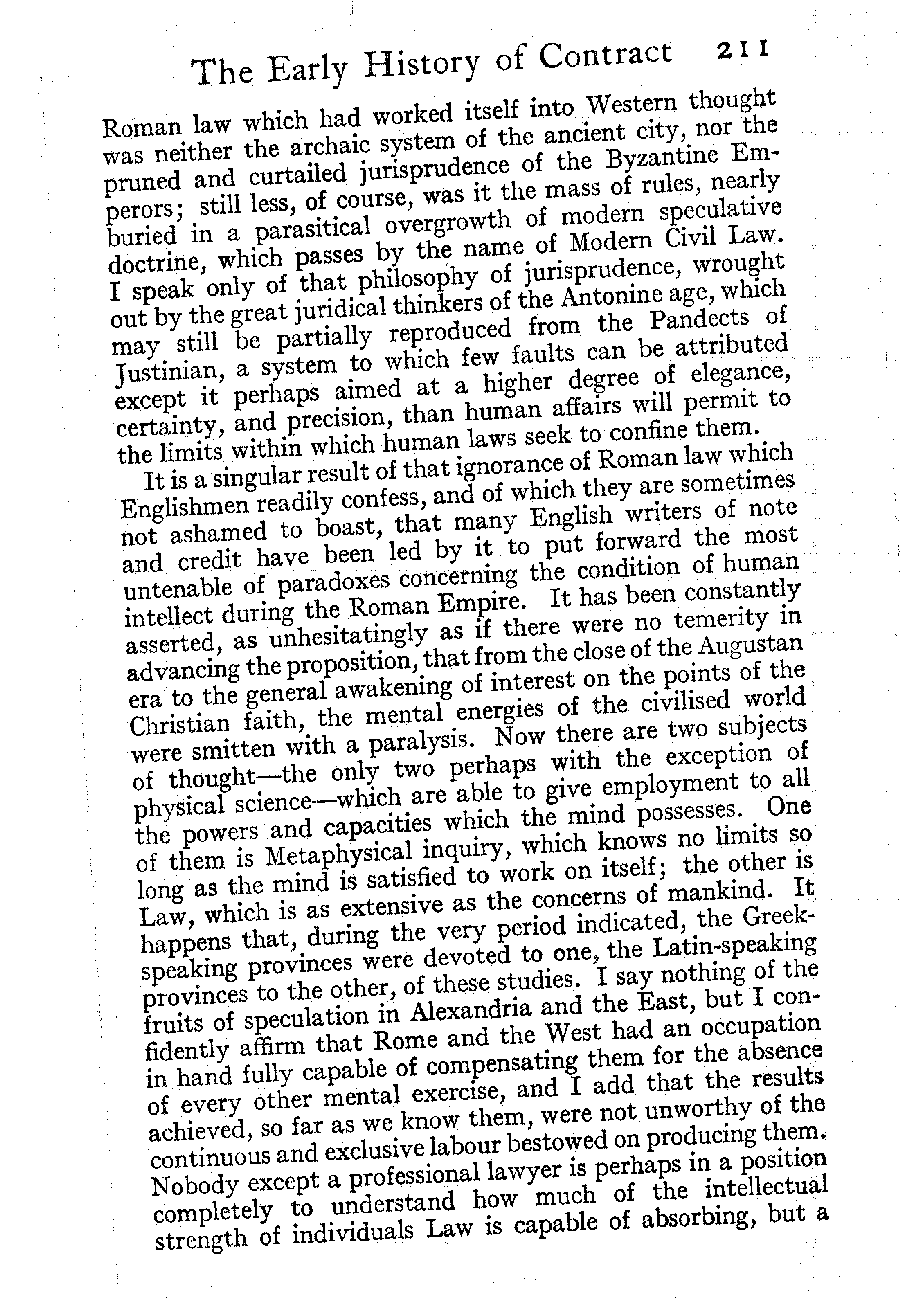 The Early History of Contract 211
Roman law which had worked itself into Western thought
was neither the archaic system of the ancient city, nor the
pruned and curtailed jurisprudence of the Byzantine Em-
perors; still less, of course, was it the mass of rules, nearly
buried in a parasitical overgrowth of modern speculative
doctrine, which passes by the name of Modern Civil Law.
I speak only of that philosophy of jurisprudence, wrought
out by the great juridical thinkers of the Antonine age, which
may still be partially reproduced from the Pandects of
Justinian, a system to which few faults can be attributed
except it perhaps aimed at a higher degree of elegance,
certainty, and precision, than human affairs will permit to
the limits within which human laws seek to confine them.
It is a singular result of that ignorance of Roman law which
Englishmen readily confess, and of which they are sometimes
not ashamed to boast, that many English writers of note
and credit have been led by it to put forward the most
untenable of paradoxes concerning the condition of human
intellect during the Roman Empire. It has been constantly
asserted, as unhesitatingly as if there were no temerity in
advancing the proposition, that from the close of the Augustan
era to the general awakening of interest on the points of the
Christian faith, the mental energies of the civilised world
were smitten with a paralysis. Now there are two subjects
of thought—the only two perhaps with the exception of
physical science—which are able to give employment to all
the powers and capacities which the mind possesses. One
of them is Metaphysical inquiry, which knows no limits so
long as the mind is satisfied to work on itself; the other is
Law, which is as extensive as the concerns of mankind. It
happens that, during the very period indicated, the Greek-
speaking provinces were devoted to one, the Latin-speaking
provinces to the other, of these studies. I say nothing of the
fruits of speculation in Alexandria and the East, but I con-
fidently affirm that Rome and the West had an occupation
in hand fully capable of compensating them for the absence
of every other mental exercise, and I add that the results
achieved, so far as we know them, were not unworthy of the
continuous and exclusive labour bestowed on producing them.
Nobody except a professional lawyer is perhaps in a position
completely to understand how much of the intellectual
strength of individuals Law is capable of absorbing, but a